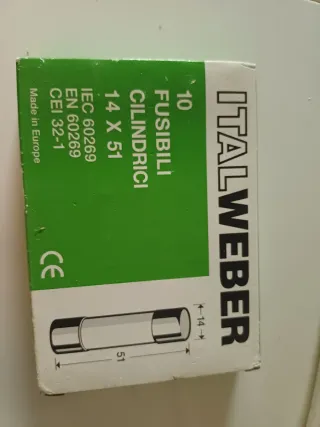 ITALWEBER
10
FUSIBILI
CILINDRICI
14 X 51
IEC 60269
EN 60269
CEI 32-1
Made in Europe
CE
14
51